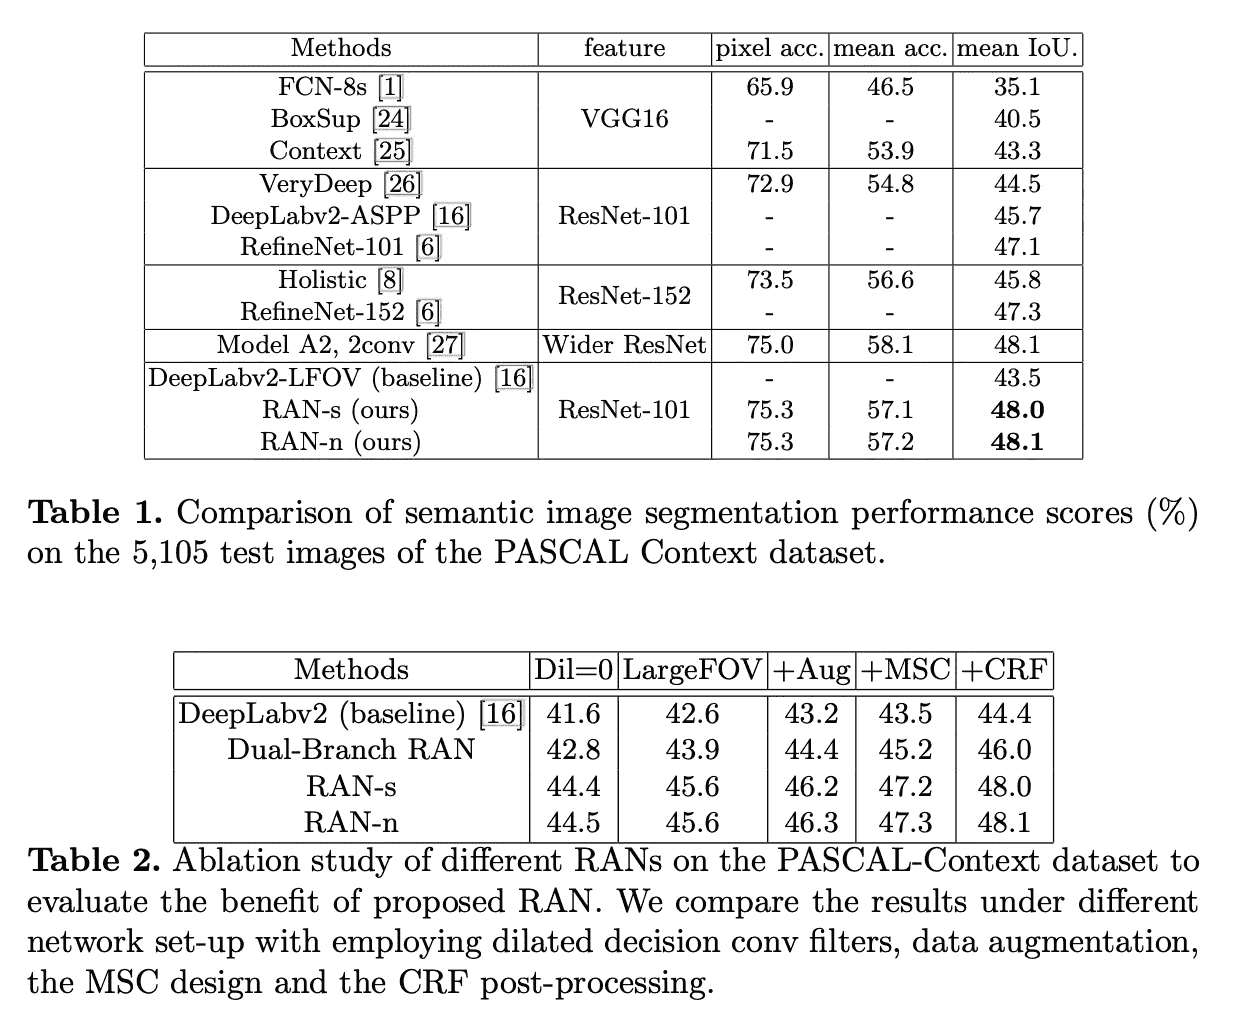 Methods feature pixel acc. mean acc. mean IoU.
FCN-8s [1] 65.9 46.5 35.1
BoxSup [24] VGG16 - - 40.5
Context [25] 71.5 53.9 43.3
VeryDeep [26] 72.9 54.8 44.5
DeepLabv2-ASPP [16] ResNet-101 - - 45.7
RefineNet-101 [6] - - 47.1
Holistic [8] ResNet-152 73.5 56.6 45.8
RefineNet-152 [6] - - 47.3
Model A2, 2conv [27] Wider ResNet 75.0 58.1 48.1
DeepLabv2-LFOV (baseline) [16] - - 43.5
RAN-s (ours) ResNet-101 75.3 57.1 48.0
RAN-n (ours) 75.3 57.2 48.1
Table 1. Comparison of semantic image segmentation performance scores (%)
on the 5,105 test images of the PASCAL Context dataset.
Methods Dil=0 LargeFOV +Aug +MSC +CRF
DeepLabv2 (baseline) [16] 41.6 42.6 43.2 43.5 44.4
Dual-Branch RAN 42.8 43.9 44.4 45.2 46.0
RAN-s 44.4 45.6 46.2 47.2 48.0
RAN-n 44.5 45.6 46.3 47.3 48.1
Table 2. Ablation study of different RANs on the PASCAL-Context dataset to
evaluate the benefit of proposed RAN. We compare the results under different
network set-up with employing dilated decision conv filters, data augmentation,
the MSC design and the CRF post-processing.